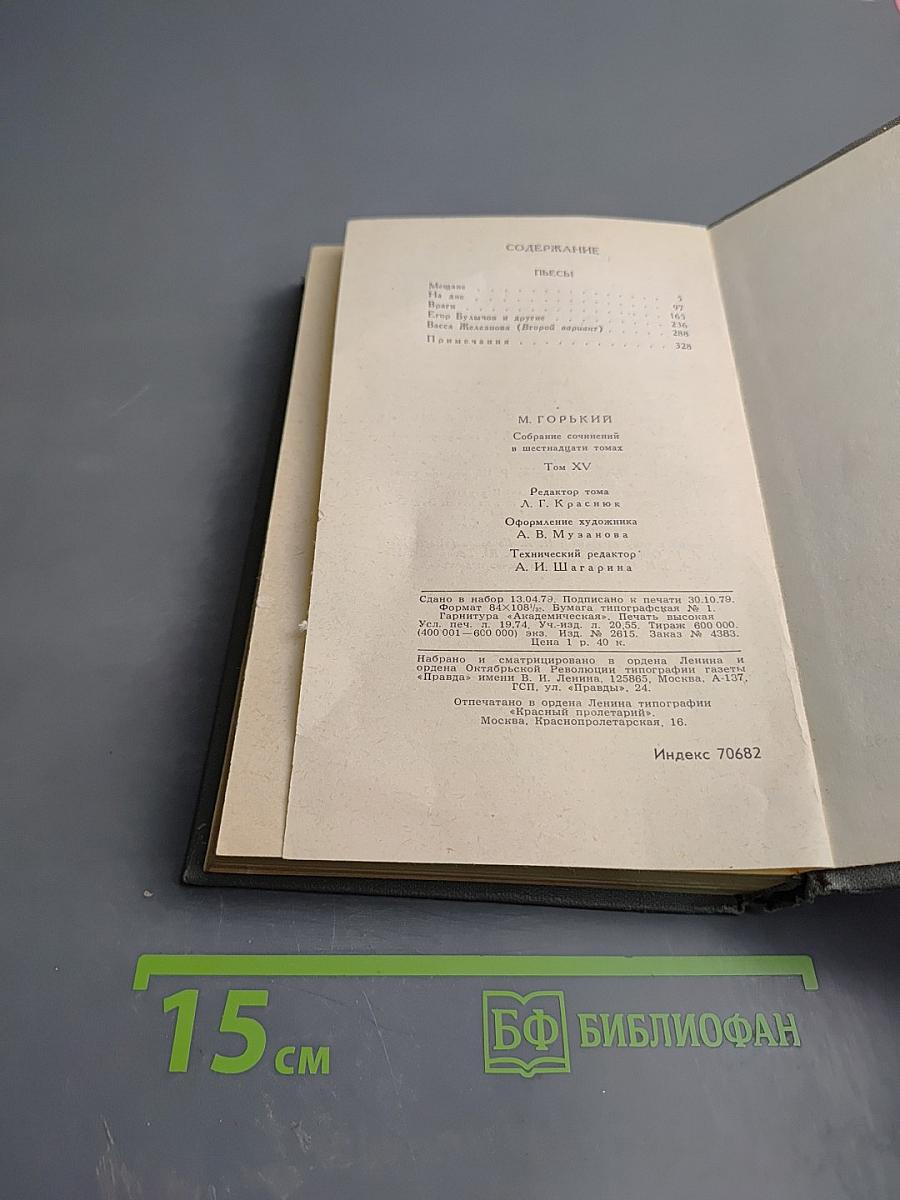 СОДЕРЖАНИЕ
ПЬЕСЫ
Мещане . . . . . . . . . . . . . . . 5
На дне . . . . . . . . . . . . . . . 97
Враги . . . . . . . . . . . . . . . 165
Егор Булычов и другие . . . . . . . . 236
Васса Железнова (Второй вариант) . . . . 288
Примечания . . . . . . . . . . . . . 328
М. ГОРЬКИЙ
Собрание сочинений
в шестнадцати томах
Том XV
Редактор тома
Л. Г. Краснюк
Оформление художника
А. В. Музанова
Технический редактор
А. И. Шагарина
Сдано в набор 13.04.79. Подписано к печати 30.10.79.
Формат 84×108¹/₃₂. Бумага типографская № 1.
Гарнитура «Академическая». Печать высокая
Усл. печ. л. 19,74. Уч.-изд. л. 20,55. Тираж 600 000.
(400 001—600 000) экз. Изд. № 2615. Заказ № 4383.
Цена 1 р. 40 к.
Набрано и сматрицировано в ордена Ленина и
ордена Октябрьской Революции типографии газеты
«Правда» имени В. И. Ленина, 125865, Москва, А-137,
ГСП, ул. «Правды», 24.
Отпечатано в ордена Ленина типографии
«Красный пролетарий».
Москва, Краснопролетарская, 16.
Индекс 70682
15 см
БФ БИБЛИОФАН